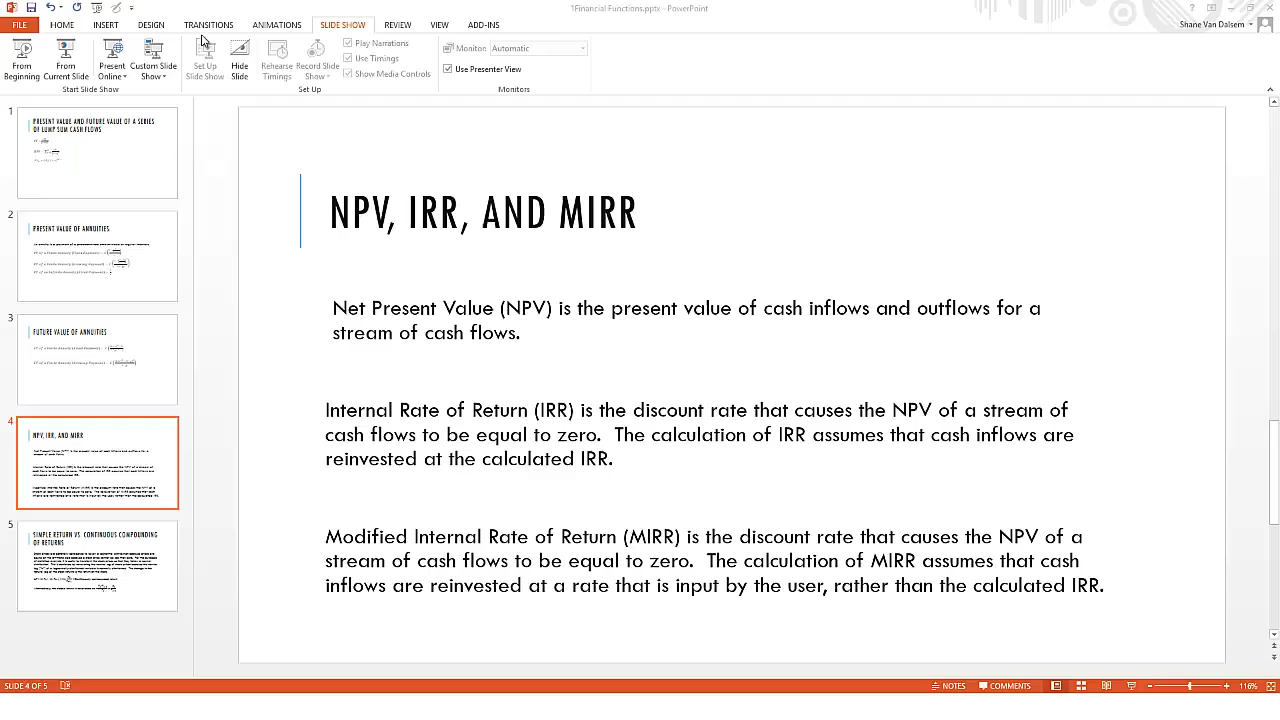 1Financial Functions.pptx - PowerPoint
FILE HOME INSERT DESIGN TRANSITIONS ANIMATIONS SLIDE SHOW REVIEW VIEW ADD-INS
Shane Van Dalsem
From Beginning
From Current Slide
Present Online
Custom Slide Show
Start Slide Show
Set Up Slide Show
Hide Slide
Rehearse Timings
Record Slide Show
Play Narrations
Use Timings
Show Media Controls
Set Up
Monitor: Automatic
Use Presenter View
Monitors
1
PRESENT VALUE AND FUTURE VALUE OF A SERIES
OF LUMP SUM CASH FLOWS
2
PRESENT VALUE OF ANNUITIES
3
FUTURE VALUE OF ANNUITIES
4
NPV, IRR, AND MIRR
5
SIMPLE RETURN VS. CONTINUOUS COMPOUNDING
OF RETURNS
NPV, IRR, AND MIRR
Net Present Value (NPV) is the present value of cash inflows and outflows for a
stream of cash flows.
Internal Rate of Return (IRR) is the discount rate that causes the NPV of a stream of
cash flows to be equal to zero. The calculation of IRR assumes that cash inflows are
reinvested at the calculated IRR.
Modified Internal Rate of Return (MIRR) is the discount rate that causes the NPV of a
stream of cash flows to be equal to zero. The calculation of MIRR assumes that cash
inflows are reinvested at a rate that is input by the user, rather than the calculated IRR.
SLIDE 4 OF 5
NOTES COMMENTS 116%